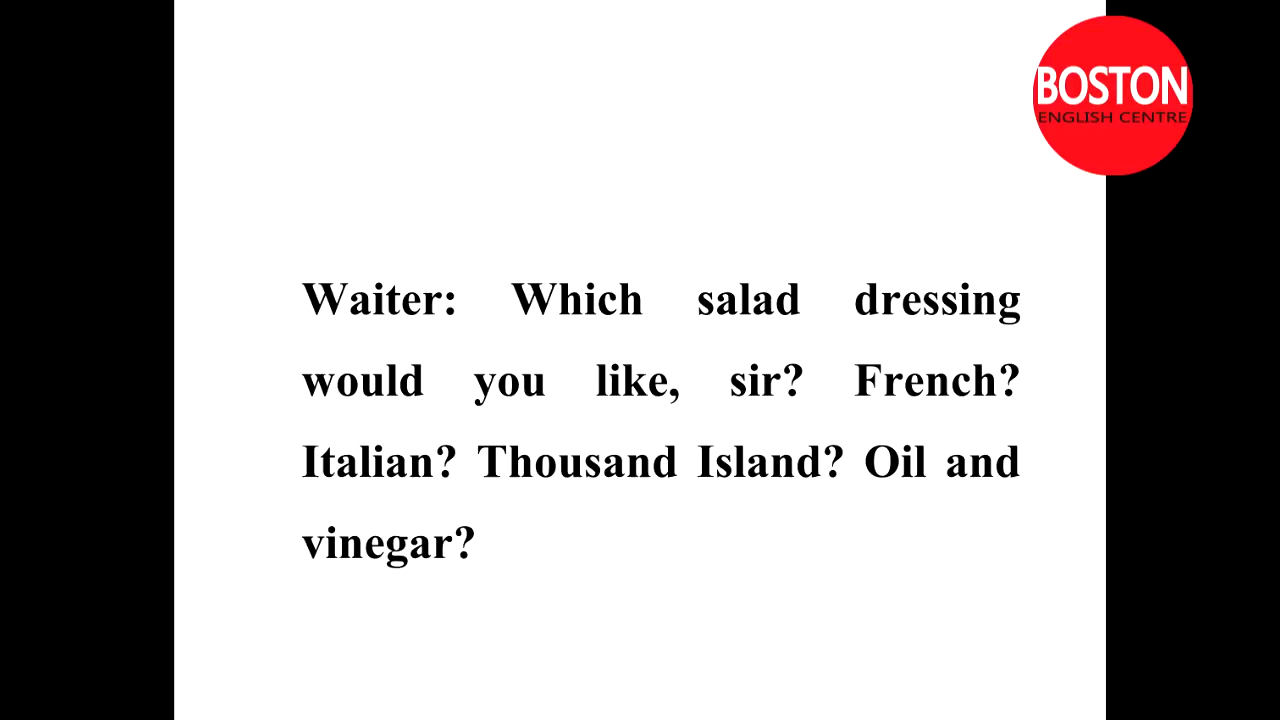 BOSTON
ENGLISH CENTRE
Waiter: Which salad dressing
would you like, sir? French?
Italian? Thousand Island? Oil and
vinegar?